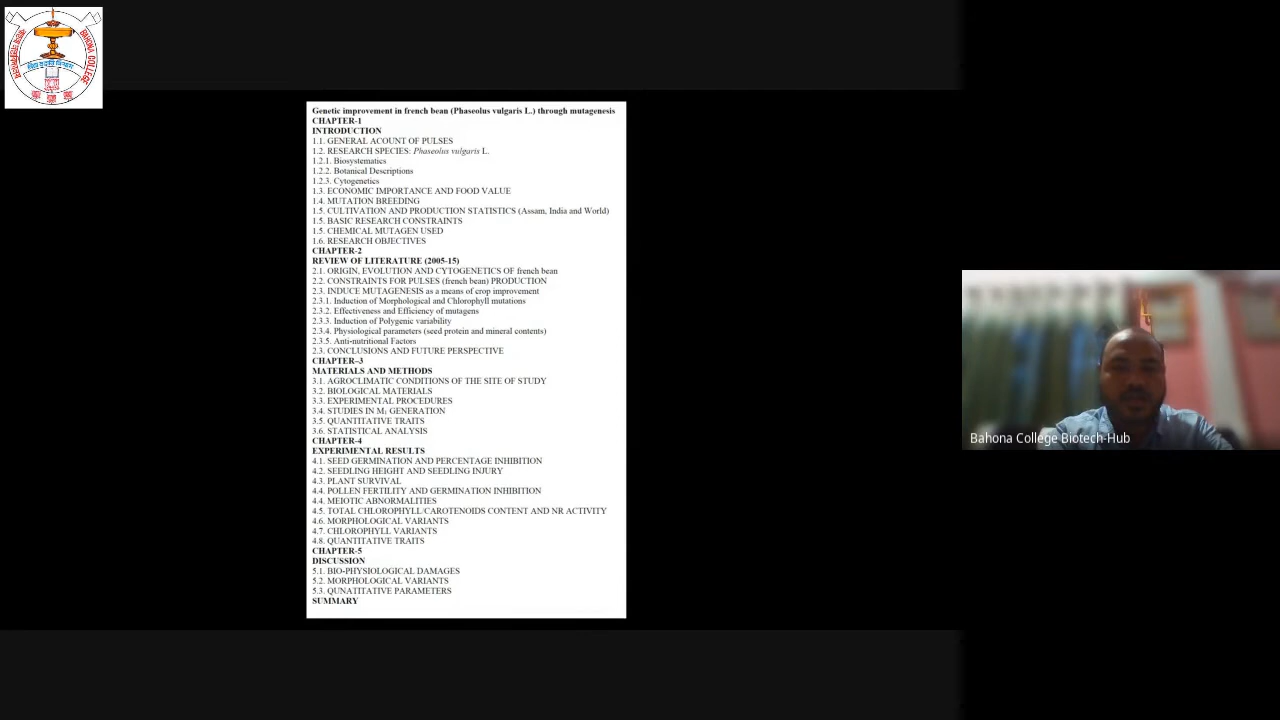 BAHONA COLLEGE
Genetic improvement in french bean (Phaseolus vulgaris L.) through mutagenesis
CHAPTER-1
INTRODUCTION
1.1. GENERAL ACOUNT OF PULSES
1.2. RESEARCH SPECIES: Phaseolus vulgaris L.
1.2.1. Biosystematics
1.2.2. Botanical Descriptions
1.2.3. Cytogenetics
1.3. ECONOMIC IMPORTANCE AND FOOD VALUE
1.4. MUTATION BREEDING
1.5. CULTIVATION AND PRODUCTION STATISTICS (Assam, India and World)
1.5. BASIC RESEARCH CONSTRAINTS
1.5. CHEMICAL MUTAGEN USED
1.6. RESEARCH OBJECTIVES
CHAPTER-2
REVIEW OF LITERATURE (2005-15)
2.1. ORIGIN, EVOLUTION AND CYTOGENETICS OF french bean
2.2. CONSTRAINTS FOR PULSES (french bean) PRODUCTION
2.3. INDUCE MUTAGENESIS as a means of crop improvement
2.3.1. Induction of Morphological and Chlorophyll mutations
2.3.2. Effectiveness and Efficiency of mutagens
2.3.3. Induction of Polygenic variability
2.3.4. Physiological parameters (seed protein and mineral contents)
2.3.5. Anti-nutritional Factors
2.3. CONCLUSIONS AND FUTURE PERSPECTIVE
CHAPTER–3
MATERIALS AND METHODS
3.1. AGROCLIMATIC CONDITIONS OF THE SITE OF STUDY
3.2. BIOLOGICAL MATERIALS
3.3. EXPERIMENTAL PROCEDURES
3.4. STUDIES IN M₁ GENERATION
3.5. QUANTITATIVE TRAITS
3.6. STATISTICAL ANALYSIS
CHAPTER-4
EXPERIMENTAL RESULTS
4.1. SEED GERMINATION AND PERCENTAGE INHIBITION
4.2. SEEDLING HEIGHT AND SEEDLING INJURY
4.3. PLANT SURVIVAL
4.4. POLLEN FERTILITY AND GERMINATION INHIBITION
4.4. MEIOTIC ABNORMALITIES
4.5. TOTAL CHLOROPHYLL/CAROTENOIDS CONTENT AND NR ACTIVITY
4.6. MORPHOLOGICAL VARIANTS
4.7. CHLOROPHYLL VARIANTS
4.8. QUANTITATIVE TRAITS
CHAPTER-5
DISCUSSION
5.1. BIO-PHYSIOLOGICAL DAMAGES
5.2. MORPHOLOGICAL VARIANTS
5.3. QUNATITATIVE PARAMETERS
SUMMARY
Bahona College Biotech-Hub